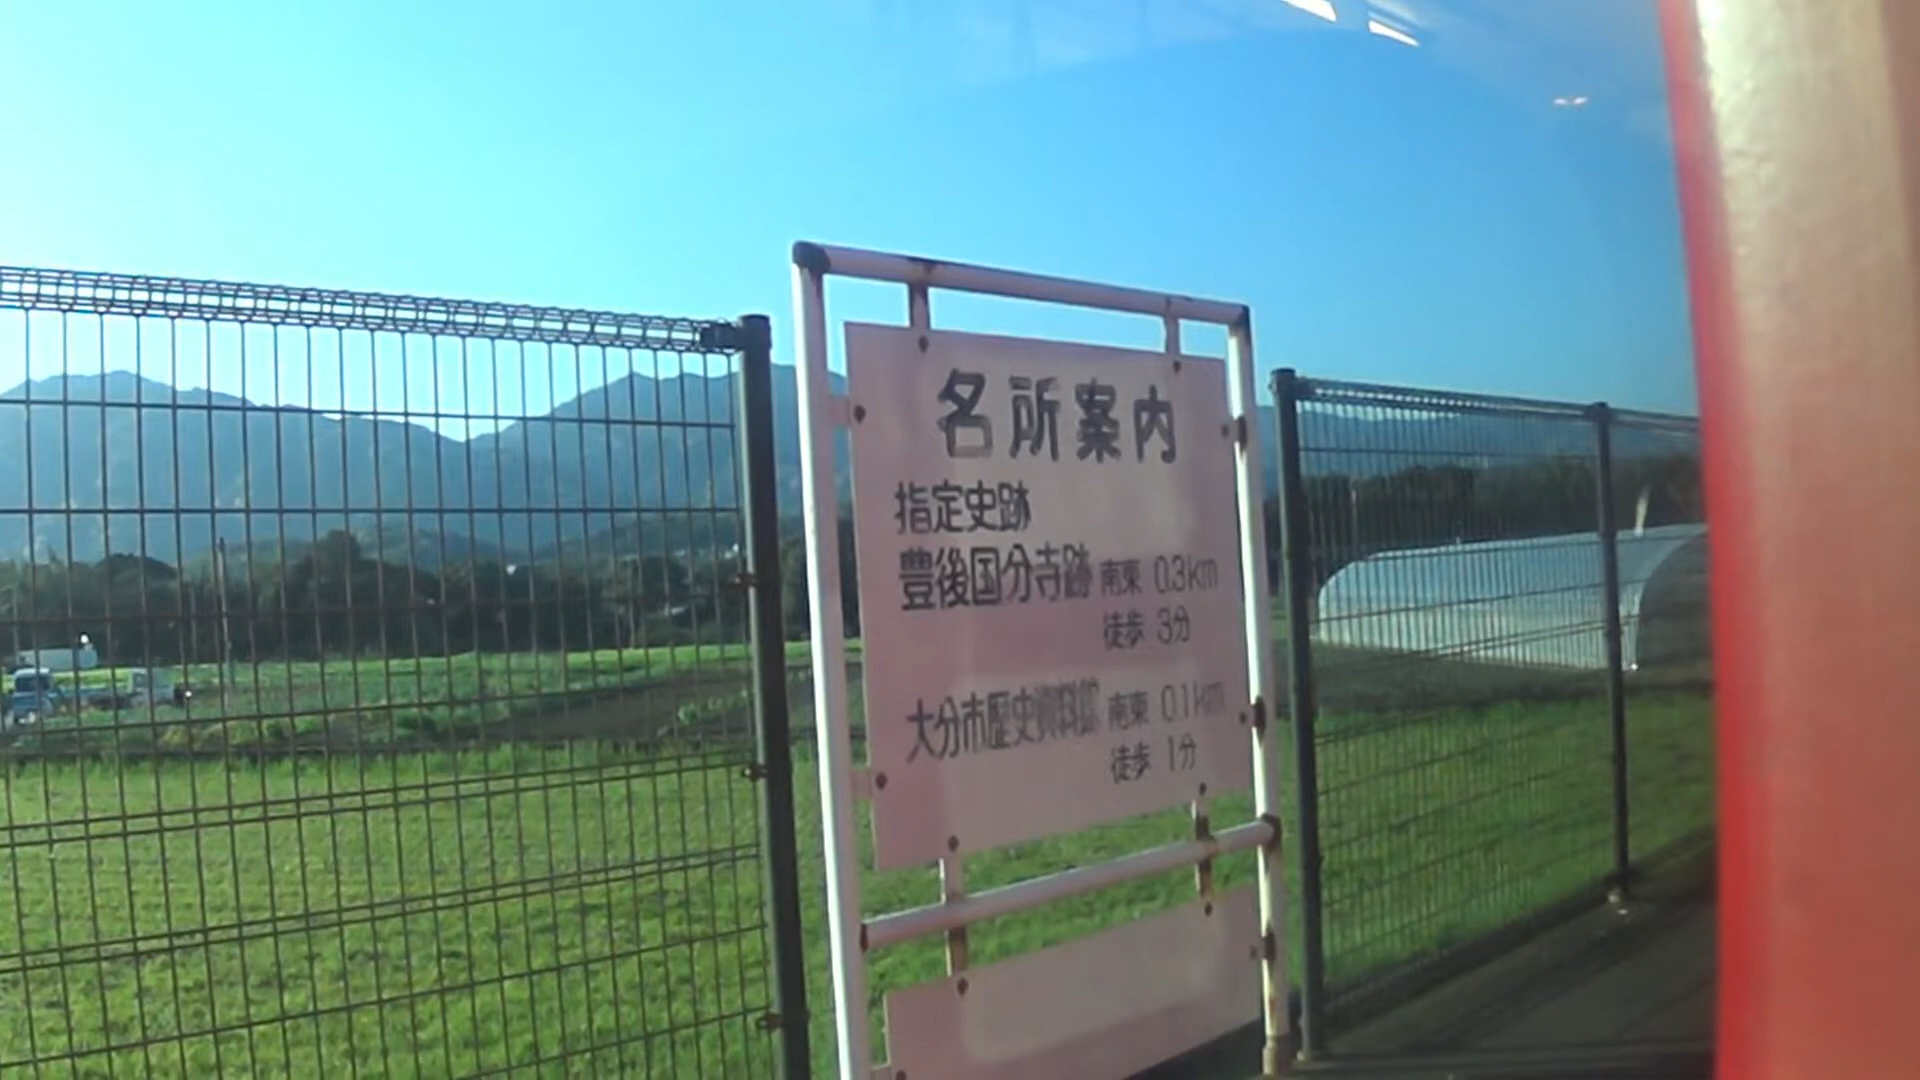 名所案内
指定史跡
豊後国分寺跡 南東 0.3km
徒歩 3分
大分市歴史資料館 南東 0.1km
徒歩 1分